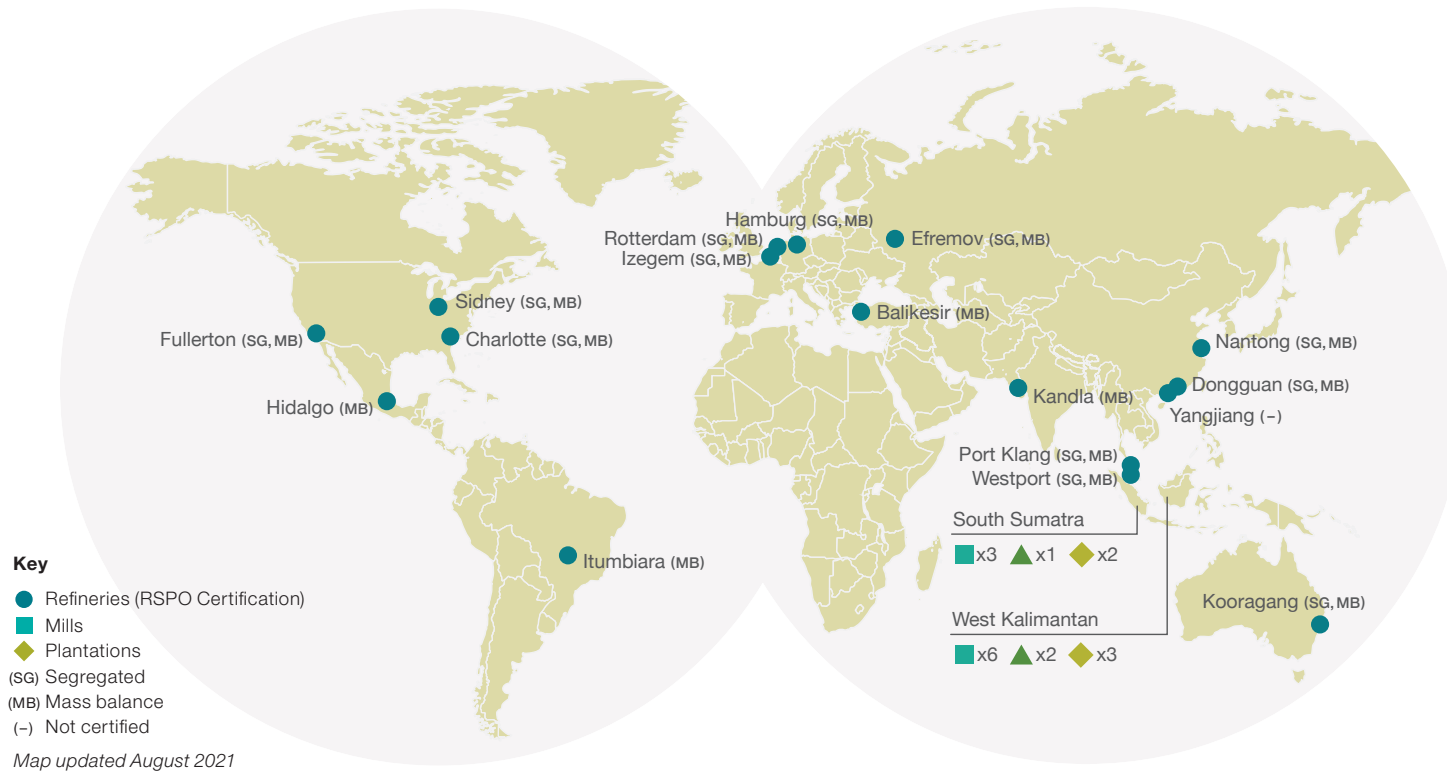 Hamburg (SG, MB)
Rotterdam (SG, MB)
Efremov (SG, MB)
Izegem (SG, MB)
Sidney (SG, MB)
Balikesir (MB)
Fullerton (SG, MB)
Charlotte (SG, MB)
Nantong (SG, MB)
Dongguan (SG, MB)
Kandla (MB)
Hidalgo (MB)
Yangjiang (–)
Port Klang (SG, MB)
Westport (SG, MB)
South Sumatra
x3 x1 x2
Itumbiara (MB)
Kooragang (SG, MB)
West Kalimantan
x6 x2 x3
Key
Refineries (RSPO Certification)
Mills
Plantations
(SG) Segregated
(MB) Mass balance
(–) Not certified
Map updated August 2021